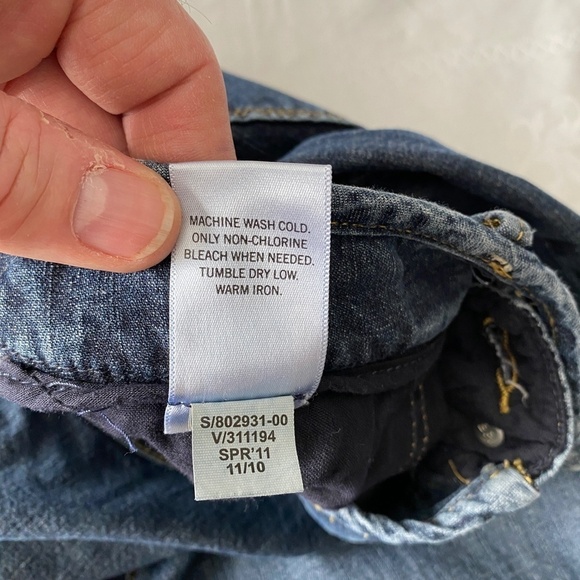 MACHINE WASH COLD.
ONLY NON-CHLORINE
BLEACH WHEN NEEDED.
TUMBLE DRY LOW.
WARM IRON.
S/802931-00
V/311194
SPR'11
11/10